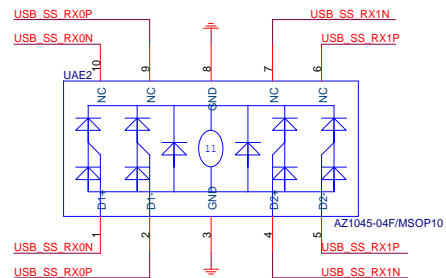 USB_SS_RX0P USB_SS_RX1N
USB_SS_RX0N USB_SS_RX1P
10 9 8 7 6
UAE2
NC NC GND NC NC
11
D1+ D1- GND D2+ D2-
AZ1045-04F/MSOP10
1 2 3 4 5
USB_SS_RX0N USB_SS_RX1P
USB_SS_RX0P USB_SS_RX1N